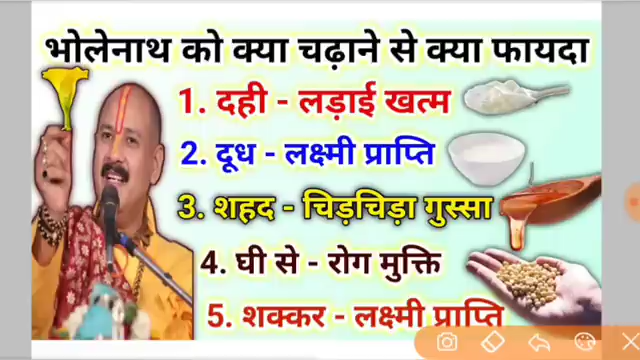 भोलेनाथ को क्या चढ़ाने से क्या फायदा
1. दही - लड़ाई खत्म
2. दूध - लक्ष्मी प्राप्ति
3. शहद - चिड़चिड़ा गुस्सा
4. घी से - रोग मुक्ति
5. शक्कर - लक्ष्मी प्राप्ति